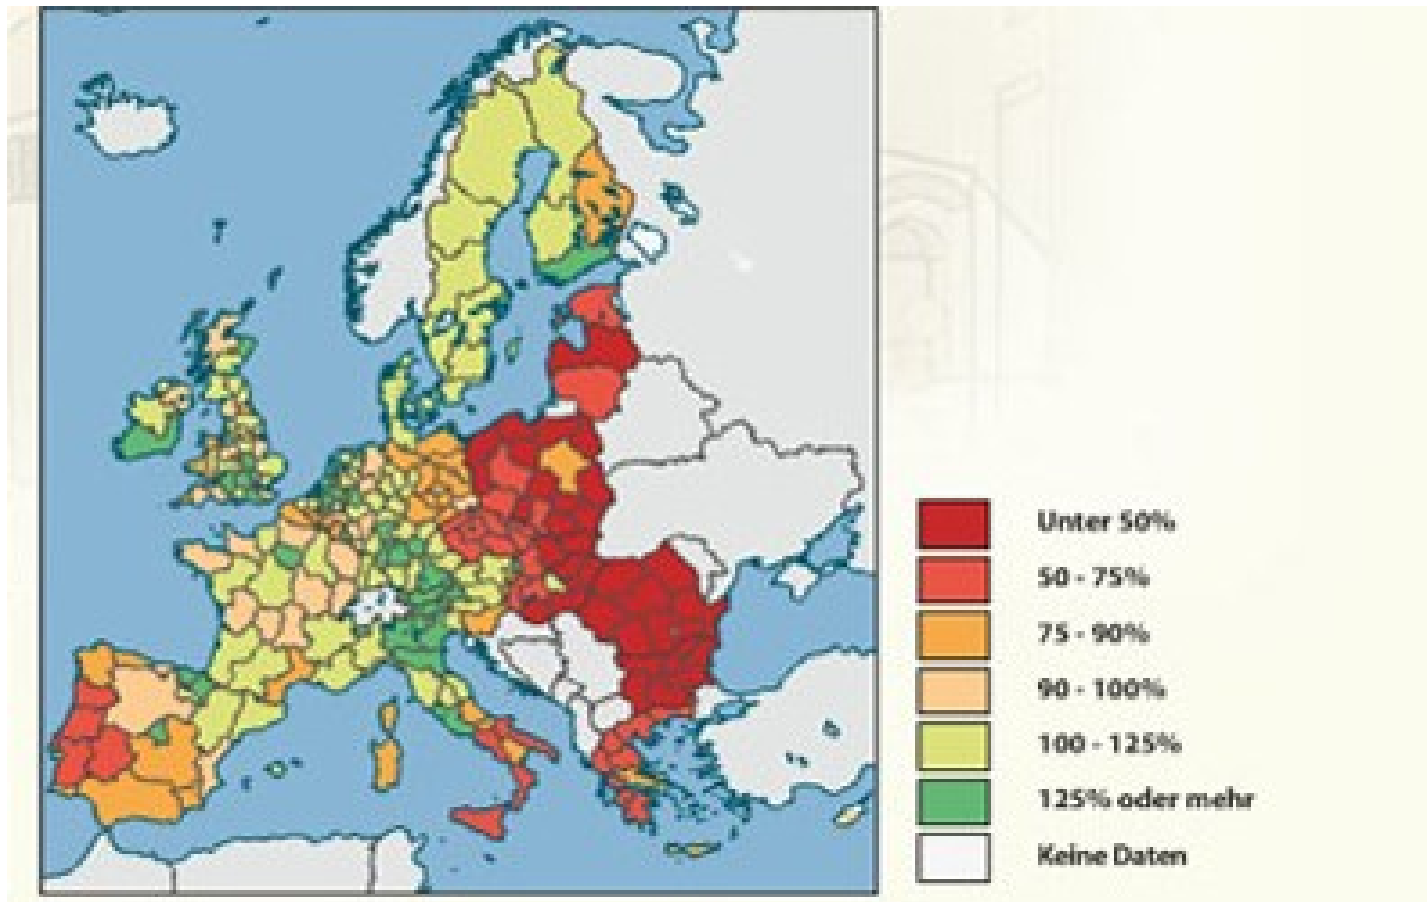 Unter 50%
50 - 75%
75 - 90%
90 - 100%
100 - 125%
125% oder mehr
Keine Daten